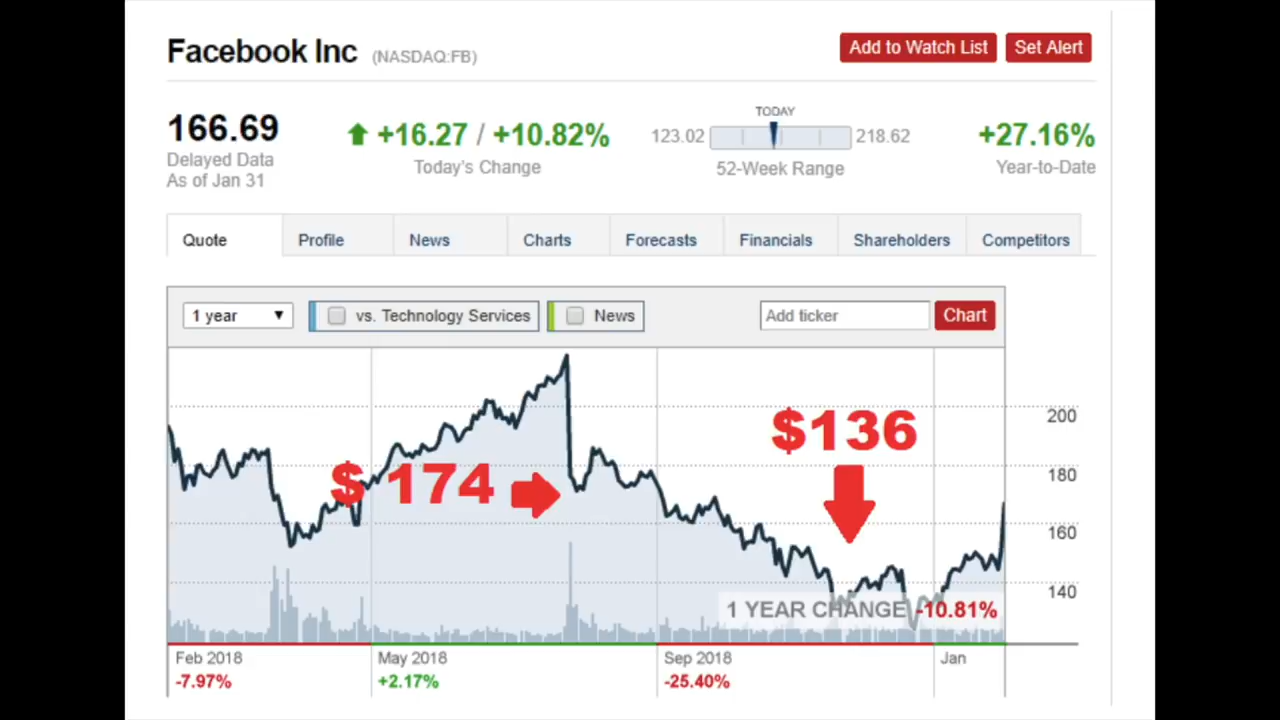 Facebook Inc (NASDAQ:FB)
Add to Watch List
Set Alert
166.69
Delayed Data
As of Jan 31
+16.27 / +10.82%
Today's Change
TODAY
123.02
218.62
52-Week Range
+27.16%
Year-to-Date
Quote
Profile
News
Charts
Forecasts
Financials
Shareholders
Competitors
1 year
vs. Technology Services
News
Add ticker
Chart
200
$136
$ 174
180
160
140
1 YEAR CHANGE -10.81%
Feb 2018
May 2018
Sep 2018
Jan
-7.97%
+2.17%
-25.40%